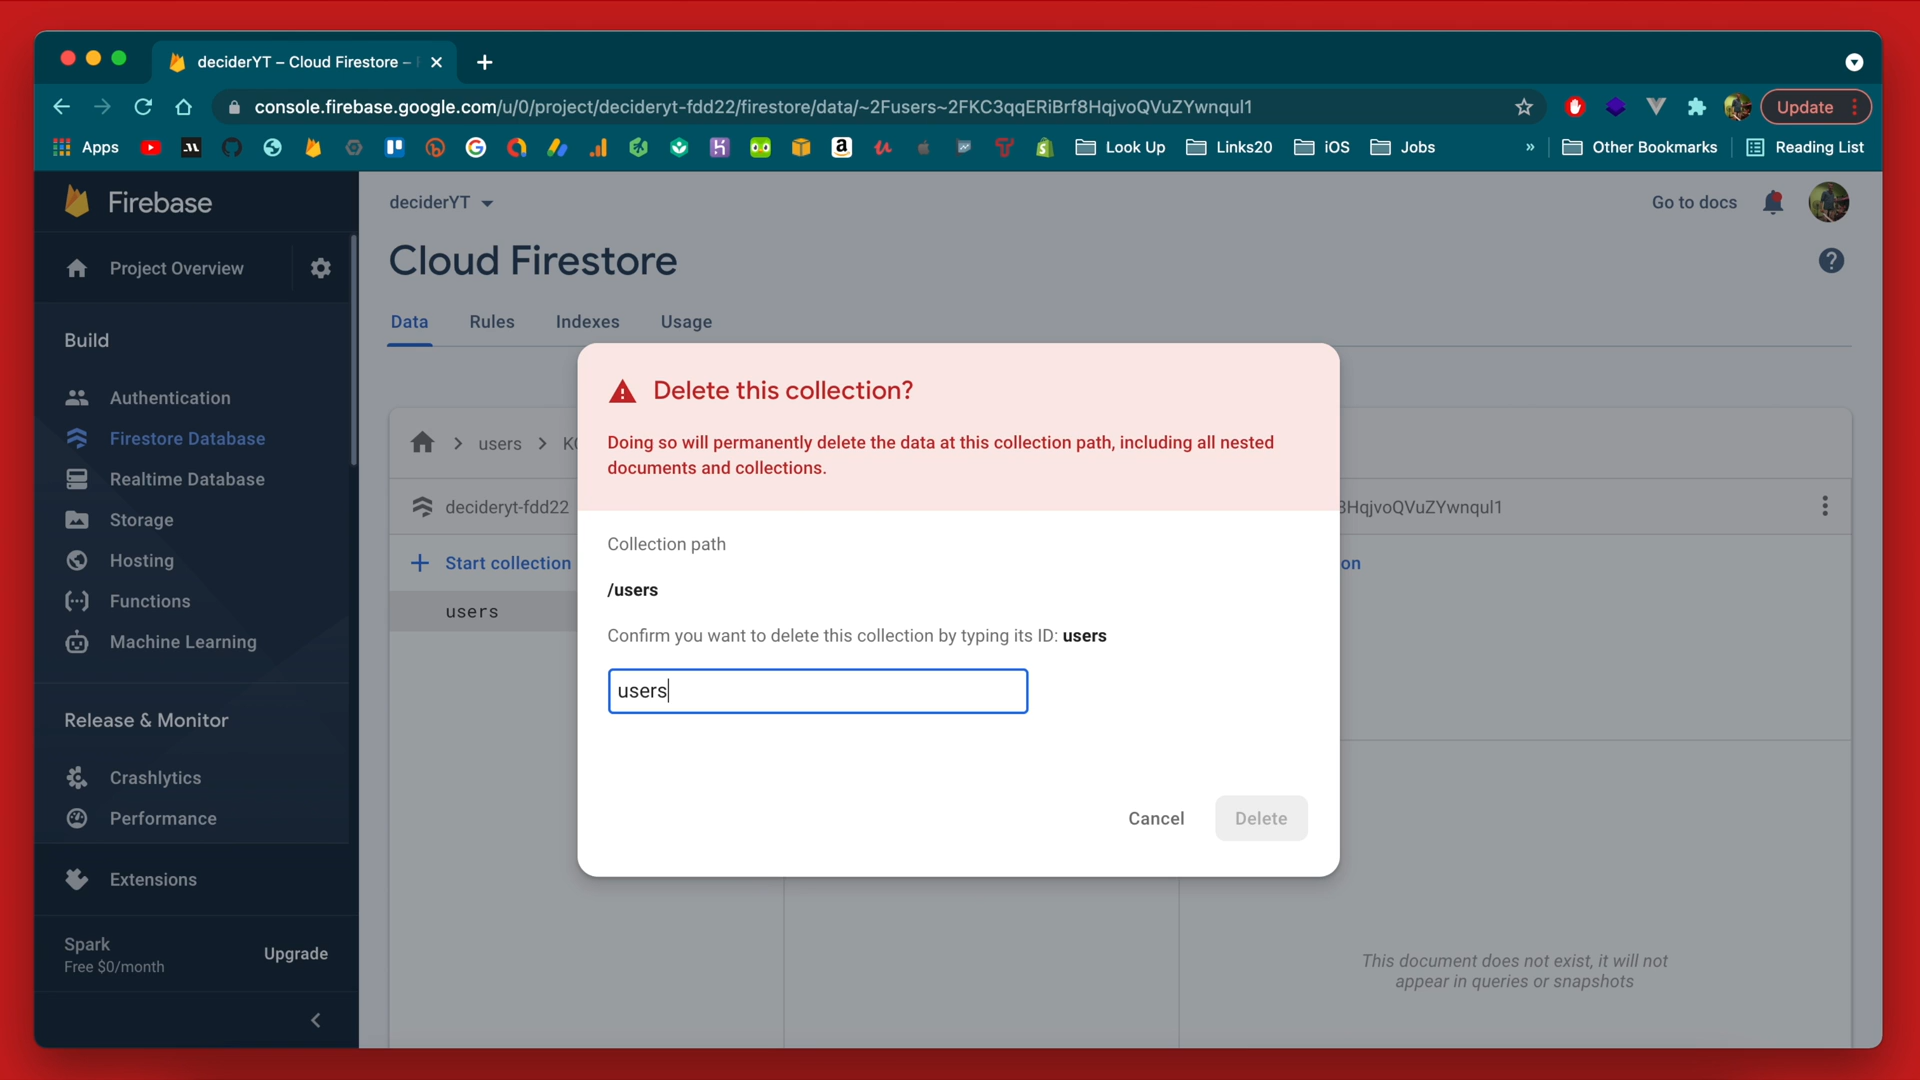 deciderYT – Cloud Firestore –
console.firebase.google.com/u/0/project/decideryt-fdd22/firestore/data/~2Fusers~2FKC3qqERiBrf8HqjvoQVuZYwnqul1
Update
Apps
Look Up
Links20
iOS
Jobs
»
Other Bookmarks
Reading List
Firebase
deciderYT
Go to docs
Project Overview
Cloud Firestore
Data
Rules
Indexes
Usage
Build
Authentication
Firestore Database
Realtime Database
Storage
Hosting
Functions
Machine Learning
Release & Monitor
Crashlytics
Performance
Extensions
Spark
Free $0/month
Upgrade
> users >
decideryt-fdd22
HqjvoQVuZYwnqul1
+ Start collection
on
users
Delete this collection?
Doing so will permanently delete the data at this collection path, including all nested
documents and collections.
Collection path
/users
Confirm you want to delete this collection by typing its ID: users
users
Cancel
Delete
This document does not exist, it will not
appear in queries or snapshots